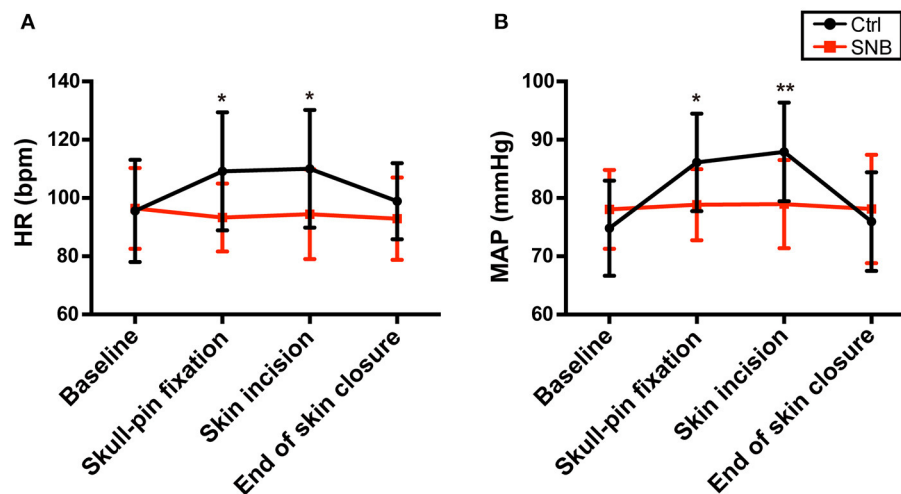 A
B
Ctrl
SNB
HR (bpm)
140
120
100
80
60
*
*
Baseline
Skull-pin fixation
Skin incision
End of skin closure
MAP (mmHg)
100
90
80
70
60
*
**
Baseline
Skull-pin fixation
Skin incision
End of skin closure